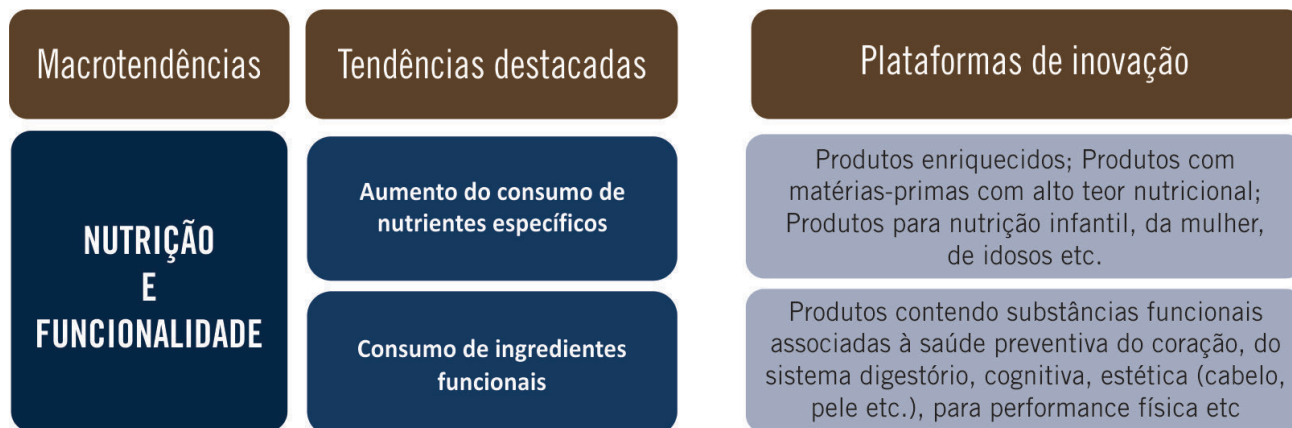 Macrotendências
Tendências destacadas
Plataformas de inovação
NUTRIÇÃO
E
FUNCIONALIDADE
Aumento do consumo de
nutrientes específicos
Produtos enriquecidos; Produtos com
matérias-primas com alto teor nutricional;
Produtos para nutrição infantil, da mulher,
de idosos etc.
Consumo de ingredientes
funcionais
Produtos contendo substâncias funcionais
associadas à saúde preventiva do coração, do
sistema digestório, cognitiva, estética (cabelo,
pele etc.), para performance física etc